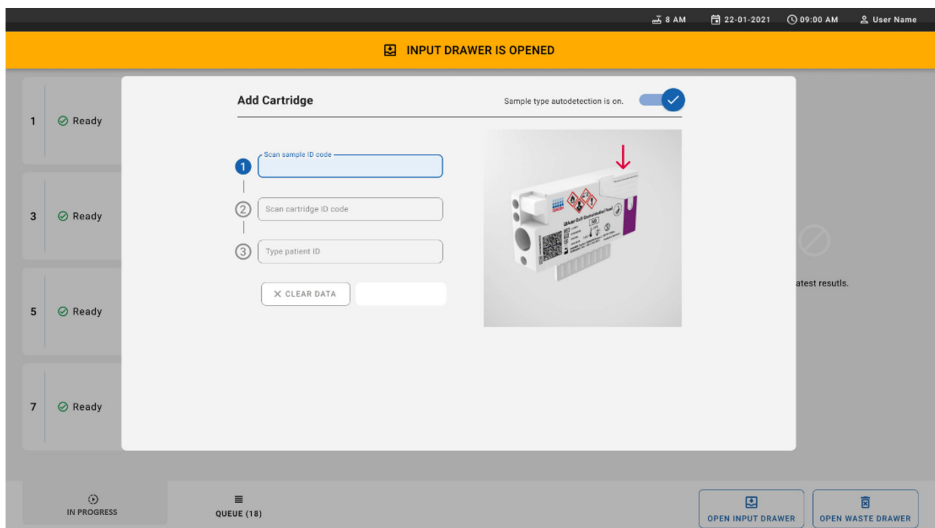 8 AM 22-01-2021 09:00 AM User Name
INPUT DRAWER IS OPENED
Add Cartridge
Sample type autodetection is on.
1 Ready
3 Ready
5 Ready
7 Ready
1 Scan sample ID code
2 Scan cartridge ID code
3 Type patient ID
CLEAR DATA
atest resutls.
IN PROGRESS
QUEUE (18)
OPEN INPUT DRAWER
OPEN WASTE DRAWER